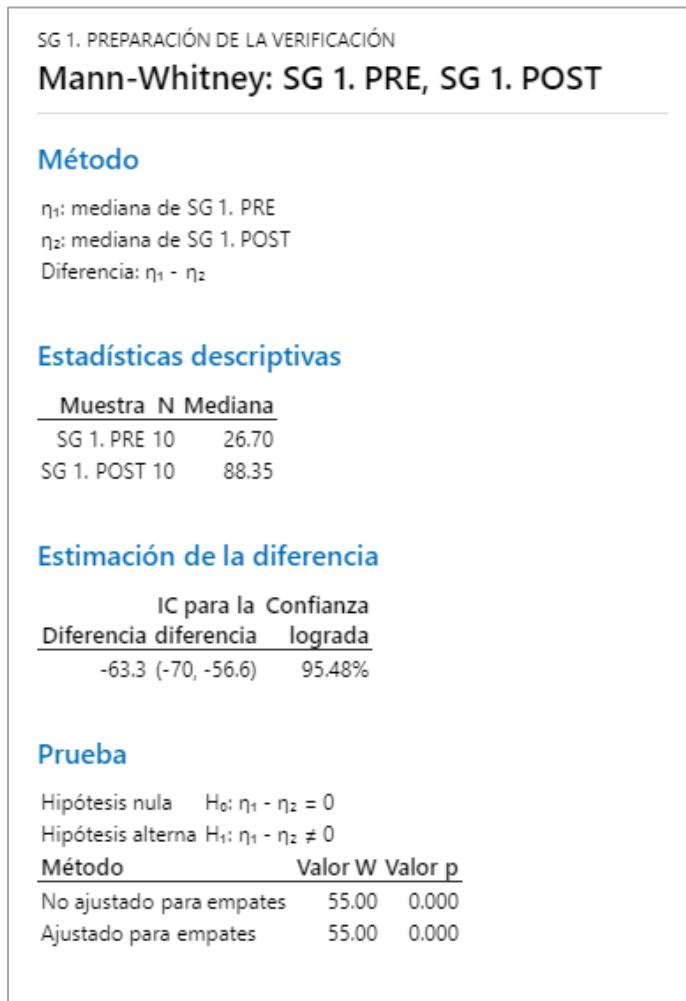 SG 1. PREPARACIÓN DE LA VERIFICACIÓN
Mann-Whitney: SG 1. PRE, SG 1. POST
Método
η₁: mediana de SG 1. PRE
η₂: mediana de SG 1. POST
Diferencia: η₁ - η₂
Estadísticas descriptivas
Muestra N Mediana
SG 1. PRE 10 26.70
SG 1. POST 10 88.35
Estimación de la diferencia
IC para la Confianza
Diferencia diferencia lograda
-63.3 (-70, -56.6) 95.48%
Prueba
Hipótesis nula H₀: η₁ - η₂ = 0
Hipótesis alterna H₁: η₁ - η₂ ≠ 0
Método Valor W Valor p
No ajustado para empates 55.00 0.000
Ajustado para empates 55.00 0.000